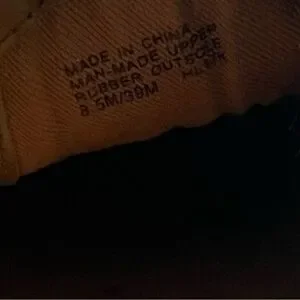 MADE IN CHINA
MAN-MADE UPPER
RUBBER OUTSOLE
8.5M/39M